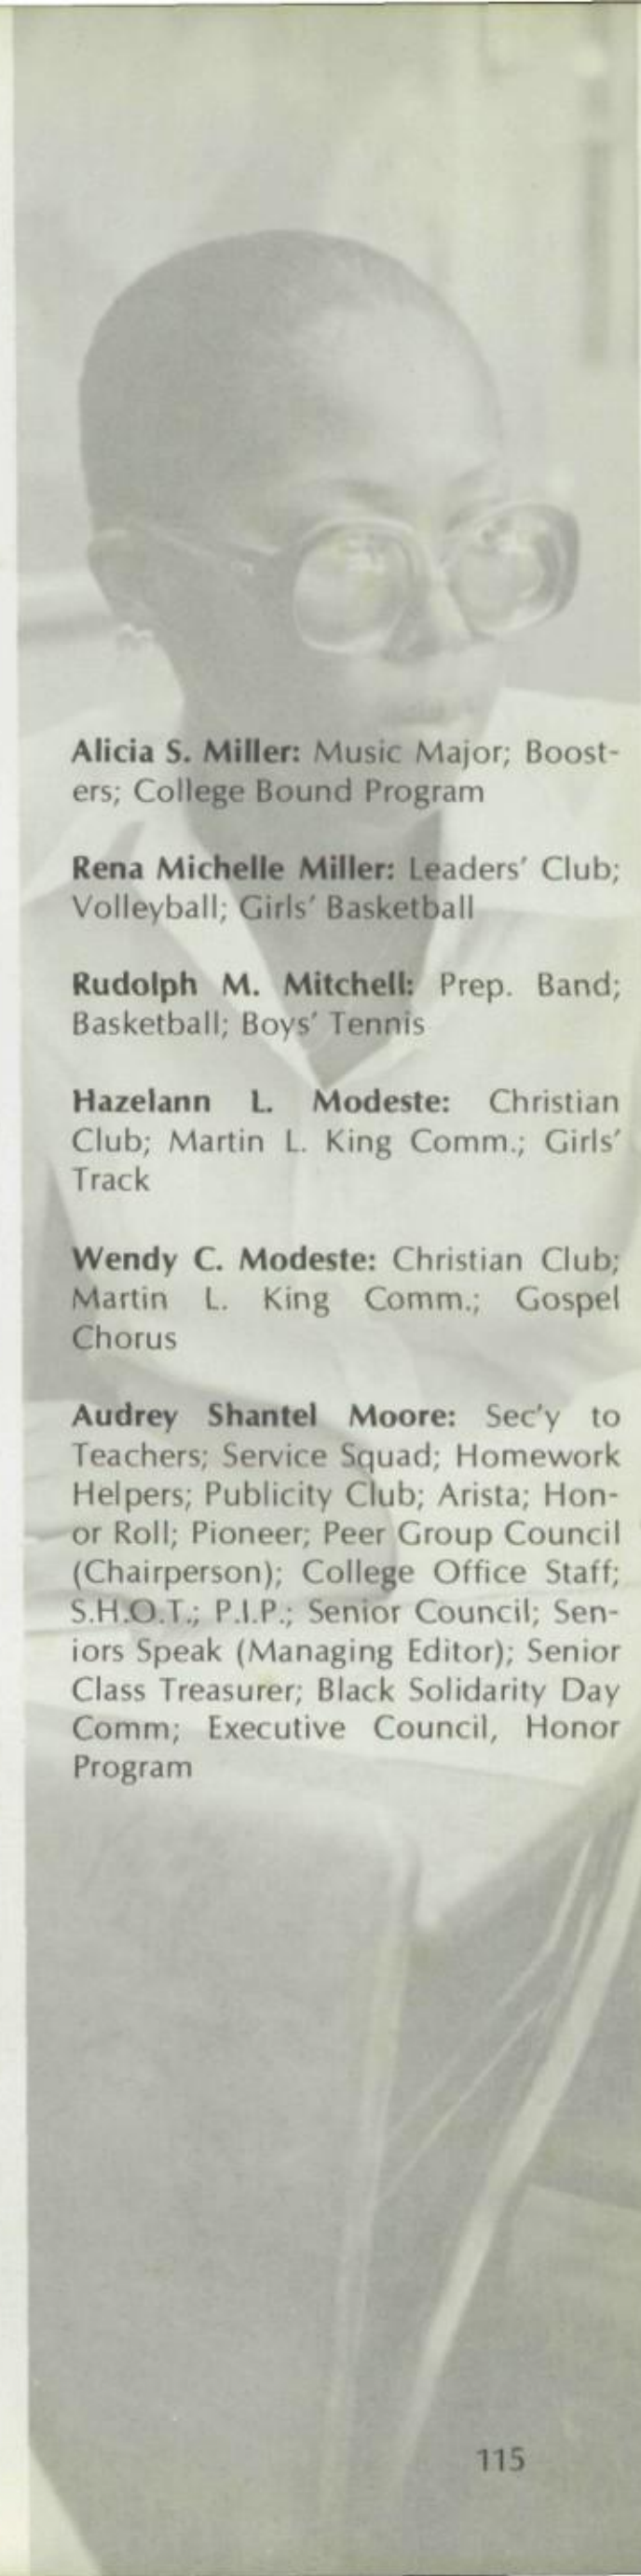 Alicia S. Miller: Music Major; Boost-
ers; College Bound Program
Rena Michelle Miller: Leaders' Club;
Volleyball; Girls' Basketball
Rudolph M. Mitchell: Prep. Band;
Basketball; Boys' Tennis
Hazelann L. Modeste: Christian
Club; Martin L. King Comm.; Girls'
Track
Wendy C. Modeste: Christian Club;
Martin L. King Comm.; Gospel
Chorus
Audrey Shantel Moore: Sec'y to
Teachers; Service Squad; Homework
Helpers; Publicity Club; Arista; Hon-
or Roll; Pioneer; Peer Group Council
(Chairperson); College Office Staff;
S.H.O.T.; P.I.P.; Senior Council; Sen-
iors Speak (Managing Editor); Senior
Class Treasurer; Black Solidarity Day
Comm; Executive Council, Honor
Program
115